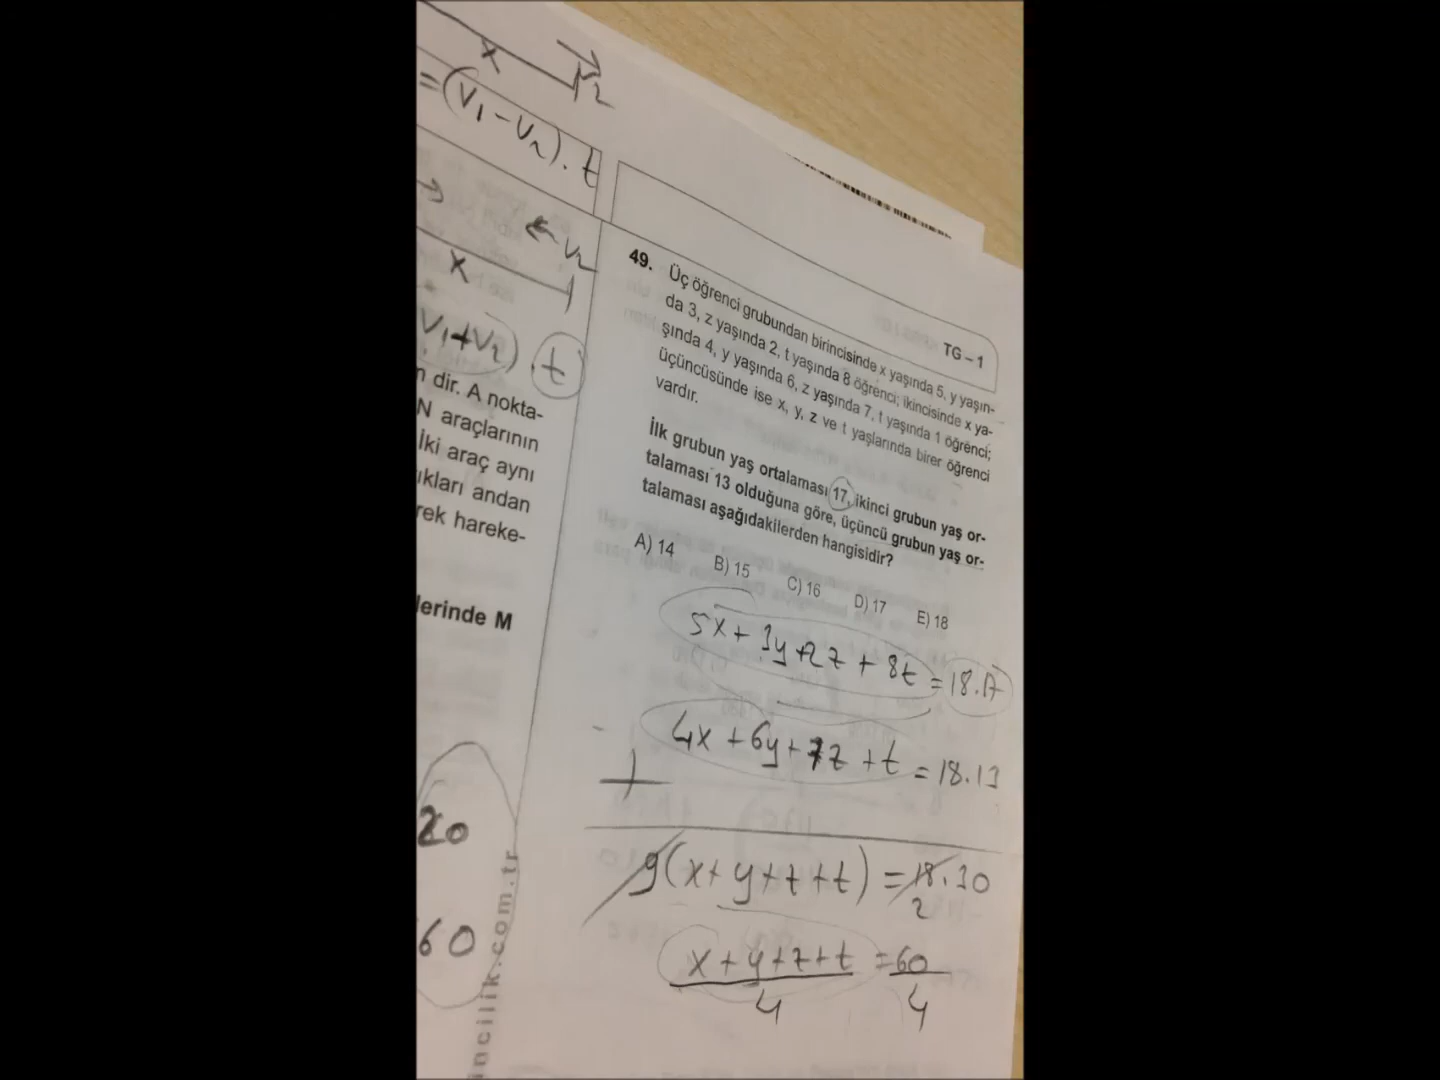 x
v2
=(v1-v2).t
v2
x
v1+v2).t
n dir. A nokta-
N araçlarının
İki araç aynı
ıkları andan
rek hareke-
lerinde M
20
60
incilik.com.tr
TG – 1
49. Üç öğrenci grubundan birincisinde x yaşında 5, y yaşın-
da 3, z yaşında 2, t yaşında 8 öğrenci; ikincisinde x ya-
şında 4, y yaşında 6, z yaşında 7, t yaşında 1 öğrenci;
üçüncüsünde ise x, y, z ve t yaşlarında birer öğrenci
vardır.
İlk grubun yaş ortalaması 17, ikinci grubun yaş or-
talaması 13 olduğuna göre, üçüncü grubun yaş or-
talaması aşağıdakilerden hangisidir?
A) 14 B) 15 C) 16 D) 17 E) 18
5x+3y+2z+8t=18.17
4x+6y+7z+t=18.13
+
9(x+y+z+t)=18.30
2
x+y+z+t=60
4 4